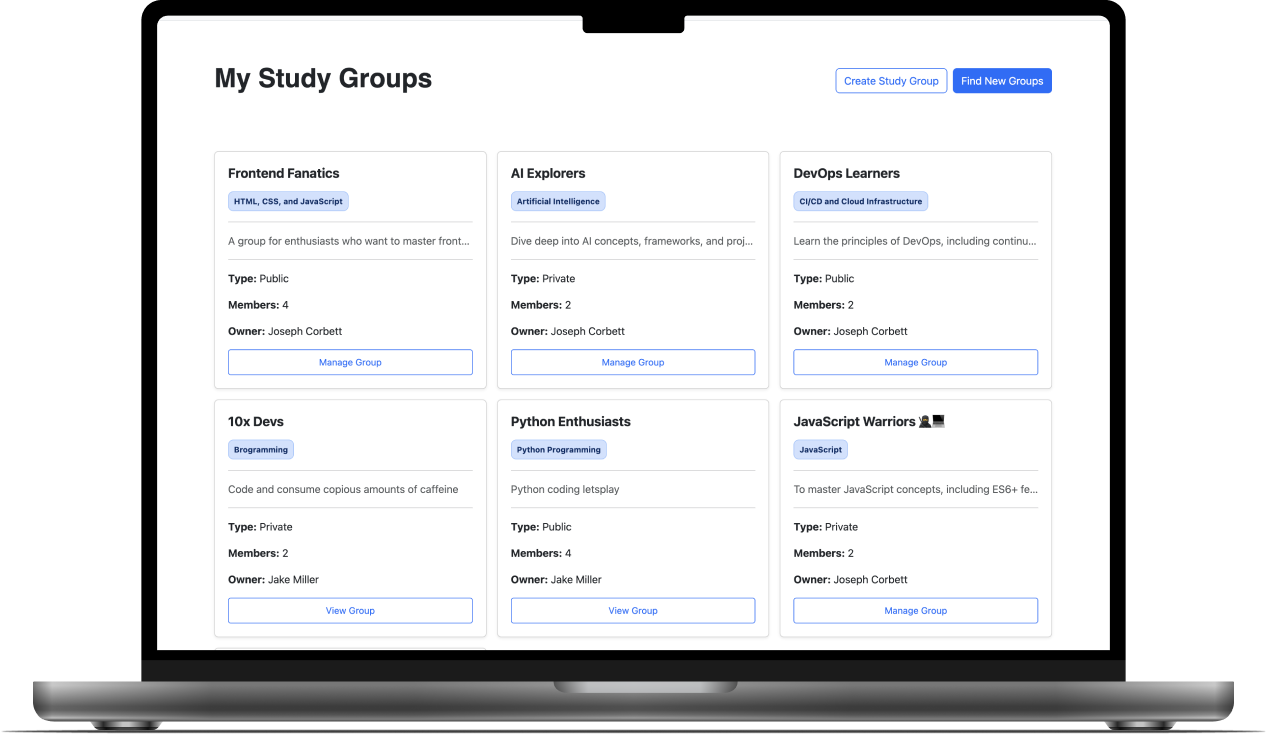 My Study Groups
Create Study Group
Find New Groups
Frontend Fanatics
HTML, CSS, and JavaScript
A group for enthusiasts who want to master front...
Type: Public
Members: 4
Owner: Joseph Corbett
Manage Group
AI Explorers
Artificial Intelligence
Dive deep into AI concepts, frameworks, and proj...
Type: Private
Members: 2
Owner: Joseph Corbett
Manage Group
DevOps Learners
CI/CD and Cloud Infrastructure
Learn the principles of DevOps, including continu...
Type: Public
Members: 2
Owner: Joseph Corbett
Manage Group
10x Devs
Brogramming
Code and consume copious amounts of caffeine
Type: Private
Members: 2
Owner: Jake Miller
View Group
Python Enthusiasts
Python Programming
Python coding letsplay
Type: Public
Members: 4
Owner: Jake Miller
View Group
JavaScript Warriors 🥷💻
JavaScript
To master JavaScript concepts, including ES6+ fe...
Type: Private
Members: 2
Owner: Joseph Corbett
Manage Group